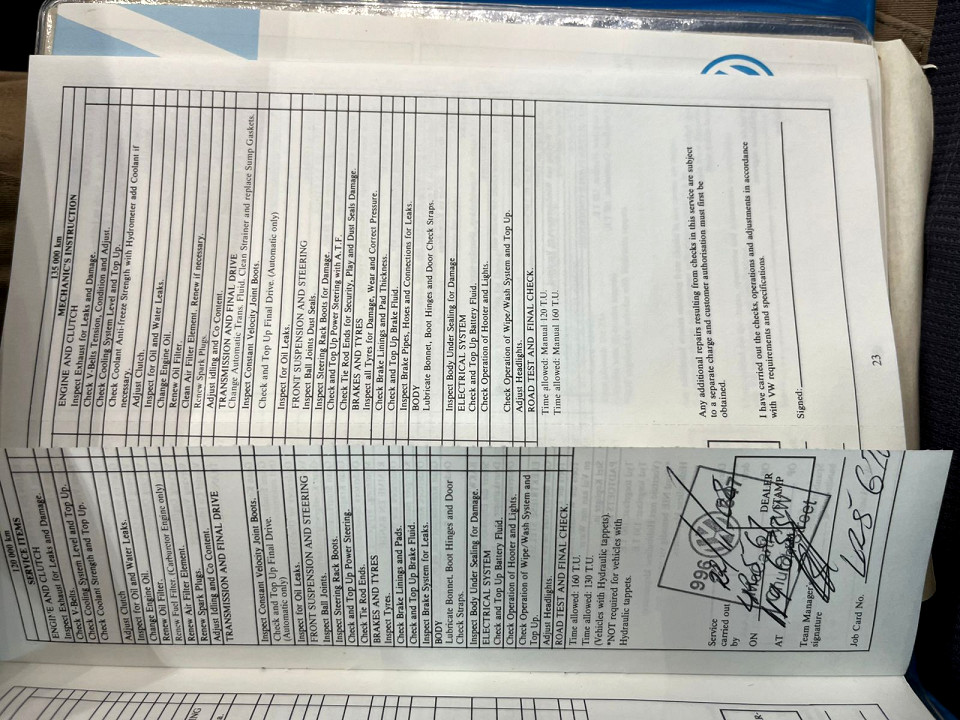 120 000 km
SERVICE ITEMS
ENGINE AND CLUTCH
Inspect Exhaust for Leaks and Damage.
Check V-Belts
Check Cooling System Level and Top Up.
Check Coolant Strength and Top Up.
Adjust Clutch
Inspect for Oil and Water Leaks.
Change Engine Oil.
Renew Oil Filter.
Renew Fuel Filter. (Carburettor Engine only)
Renew Air Filter Element.
Renew Spark Plugs.
Adjust Idling and Co Content.
TRANSMISSION AND FINAL DRIVE
Inspect Constant Velocity Joint Boots.
Check and Top Up Final Drive.
(Automatic only)
Inspect for Oil Leaks.
FRONT SUSPENSION AND STEERING
Inspect Ball Joints.
Inspect Steering Rack Boots.
Check and Top Up Power Steering.
Check Tie Rod Ends.
BRAKES AND TYRES
Inspect Tyres.
Check Brake Linings and Pads.
Check and Top Up Brake Fluid.
Inspect Brake System for Leaks.
BODY
Lubricate Bonnet, Boot Hinges and Door
Check Straps.
Inspect Body Under Sealing for Damage.
ELECTRICAL SYSTEM
Check and Top Up Battery Fluid.
Check Operation of Hooter and Lights.
Check Operation of Wipe/Wash System and
Top Up.
Adjust Headlights.
ROAD TEST AND FINAL CHECK.
Time allowed: 160 T.U.
Time allowed: 130 T.U.
(Vehicles with Hydraulic tappets).
*NOT required for vehicles with
Hydraulic tappets.
Service
carried out
by
ON
AT
DEALER
STAMP
Team Manager's
signature
Job Card No.
135 000 km
MECHANIC'S INSTRUCTION
ENGINE AND CLUTCH
Inspect Exhaust for Leaks and Damage.
Check V-Belts Tension, Condition and Adjust.
Check Cooling System Level and Top Up.
Check Coolant Anti-freeze Strength with Hydrometer add Coolant if
necessary.
Adjust Clutch.
Inspect for Oil and Water Leaks.
Change Engine Oil.
Renew Oil Filter.
Clean Air Filter Element. Renew if necessary.
Renew Spark Plugs.
Adjust Idling and Co Content.
TRANSMISSION AND FINAL DRIVE
Change Automatic Trans. Fluid. Clean Strainer and replace Sump Gaskets.
Inspect Constant Velocity Joint Boots.
Check and Top Up Final Drive. (Automatic only)
Inspect for Oil Leaks.
FRONT SUSPENSION AND STEERING
Inspect Ball Joints Dust Seals.
Inspect Steering Rack Boots for Damage.
Check and Top Up Power Steering with A.T.F.
Check Tie Rod Ends for Security, Play and Dust Seals Damage.
BRAKES AND TYRES
Inspect all Tyres for Damage, Wear and Correct Pressure.
Check Brake Linings and Pad Thickness.
Check and Top Up Brake Fluid.
Inspect Brake Pipes, Hoses and Connections for Leaks.
BODY
Lubricate Bonnet, Boot Hinges and Door Check Straps.
Inspect Body Under Sealing for Damage
ELECTRICAL SYSTEM
Check and Top Up Battery Fluid.
Check Operation of Hooter and Lights.
Check Operation of Wipe/Wash System and Top Up.
Adjust Headlights.
ROAD TEST AND FINAL CHECK.
Time allowed: Manual 120 T.U.
Time allowed: Manual 160 T.U.
Any additional repairs resulting from checks in this service are subject
to a separate charge and customer authorisation must first be
obtained.
I have carried out the checks, operations and adjustments in accordance
with VW requirements and specifications.
Signed:
23